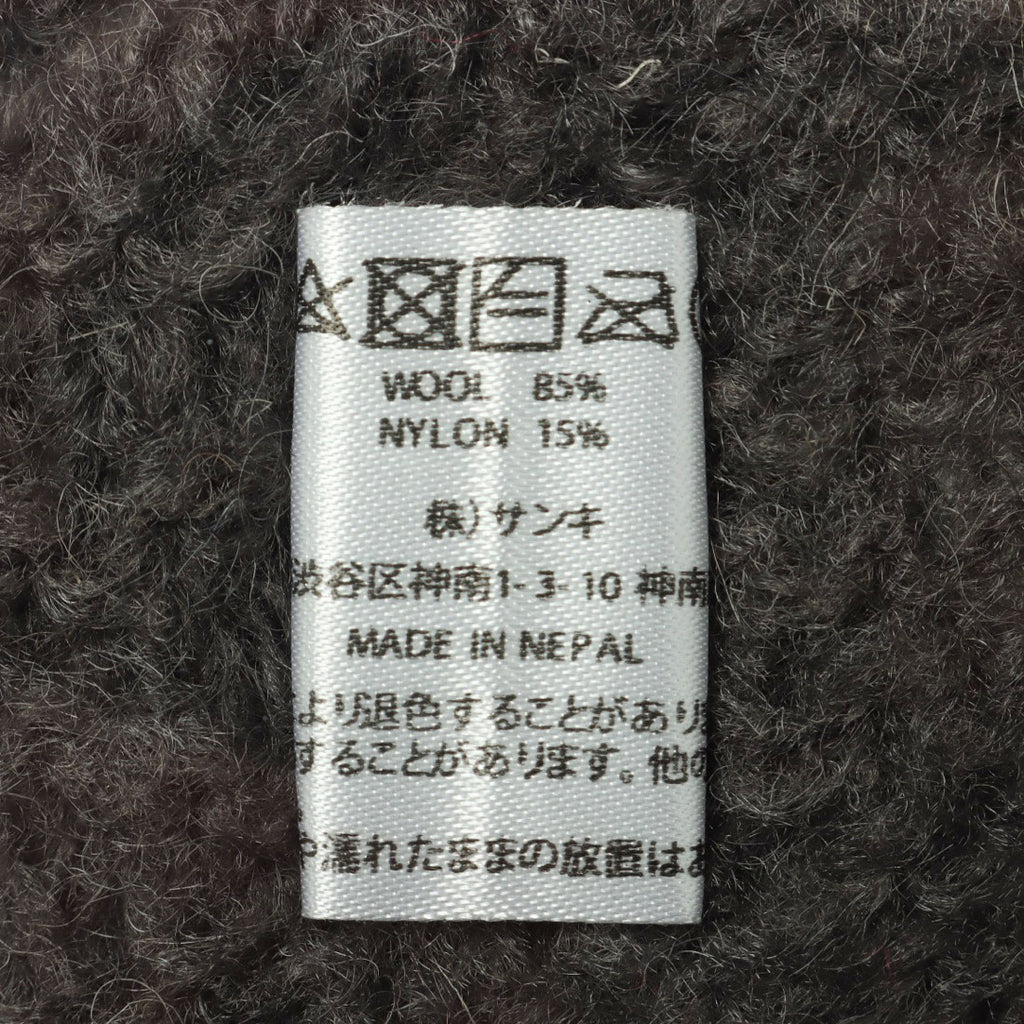 WOOL 85%
NYLON 15%
株)サンキ
渋谷区神南1-3-10 神南
MADE IN NEPAL
より退色することがあり
することがあります。他の
や濡れたままの放置はお